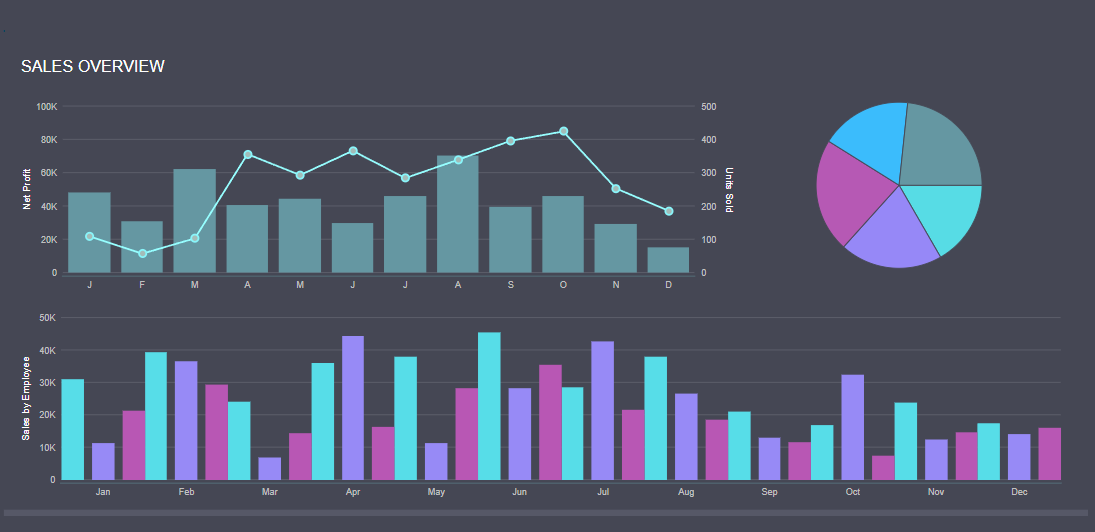 SALES OVERVIEW
Net Profit
100K
80K
60K
40K
20K
0
500
400
300
200
100
0
Units Sold
J F M A M J J A S O N D
Sales by Employee
50K
40K
30K
20K
10K
0
Jan Feb Mar Apr May Jun Jul Aug Sep Oct Nov Dec